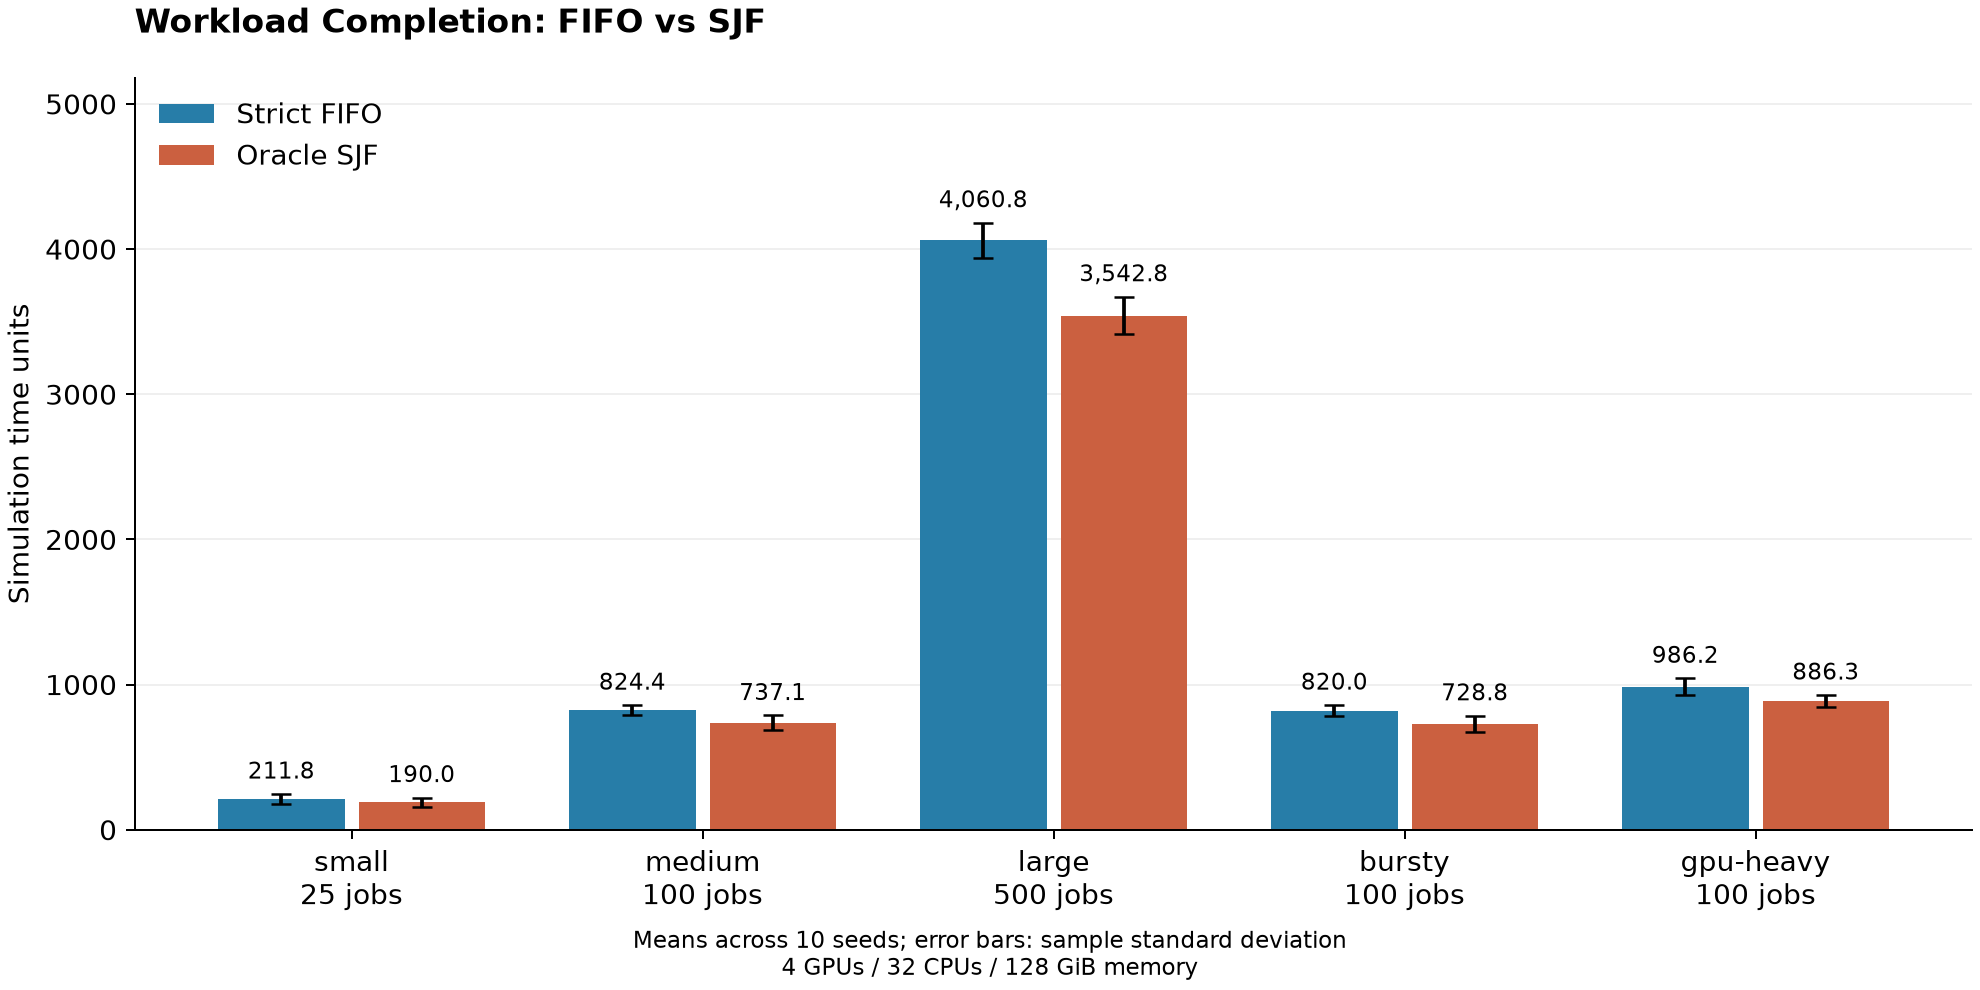 Workload Completion: FIFO vs SJF
Strict FIFO
Oracle SJF
Simulation time units
5000
4000
3000
2000
1000
0
211.8
190.0
824.4
737.1
4,060.8
3,542.8
820.0
728.8
986.2
886.3
small
25 jobs
medium
100 jobs
large
500 jobs
bursty
100 jobs
gpu-heavy
100 jobs
Means across 10 seeds; error bars: sample standard deviation
4 GPUs / 32 CPUs / 128 GiB memory